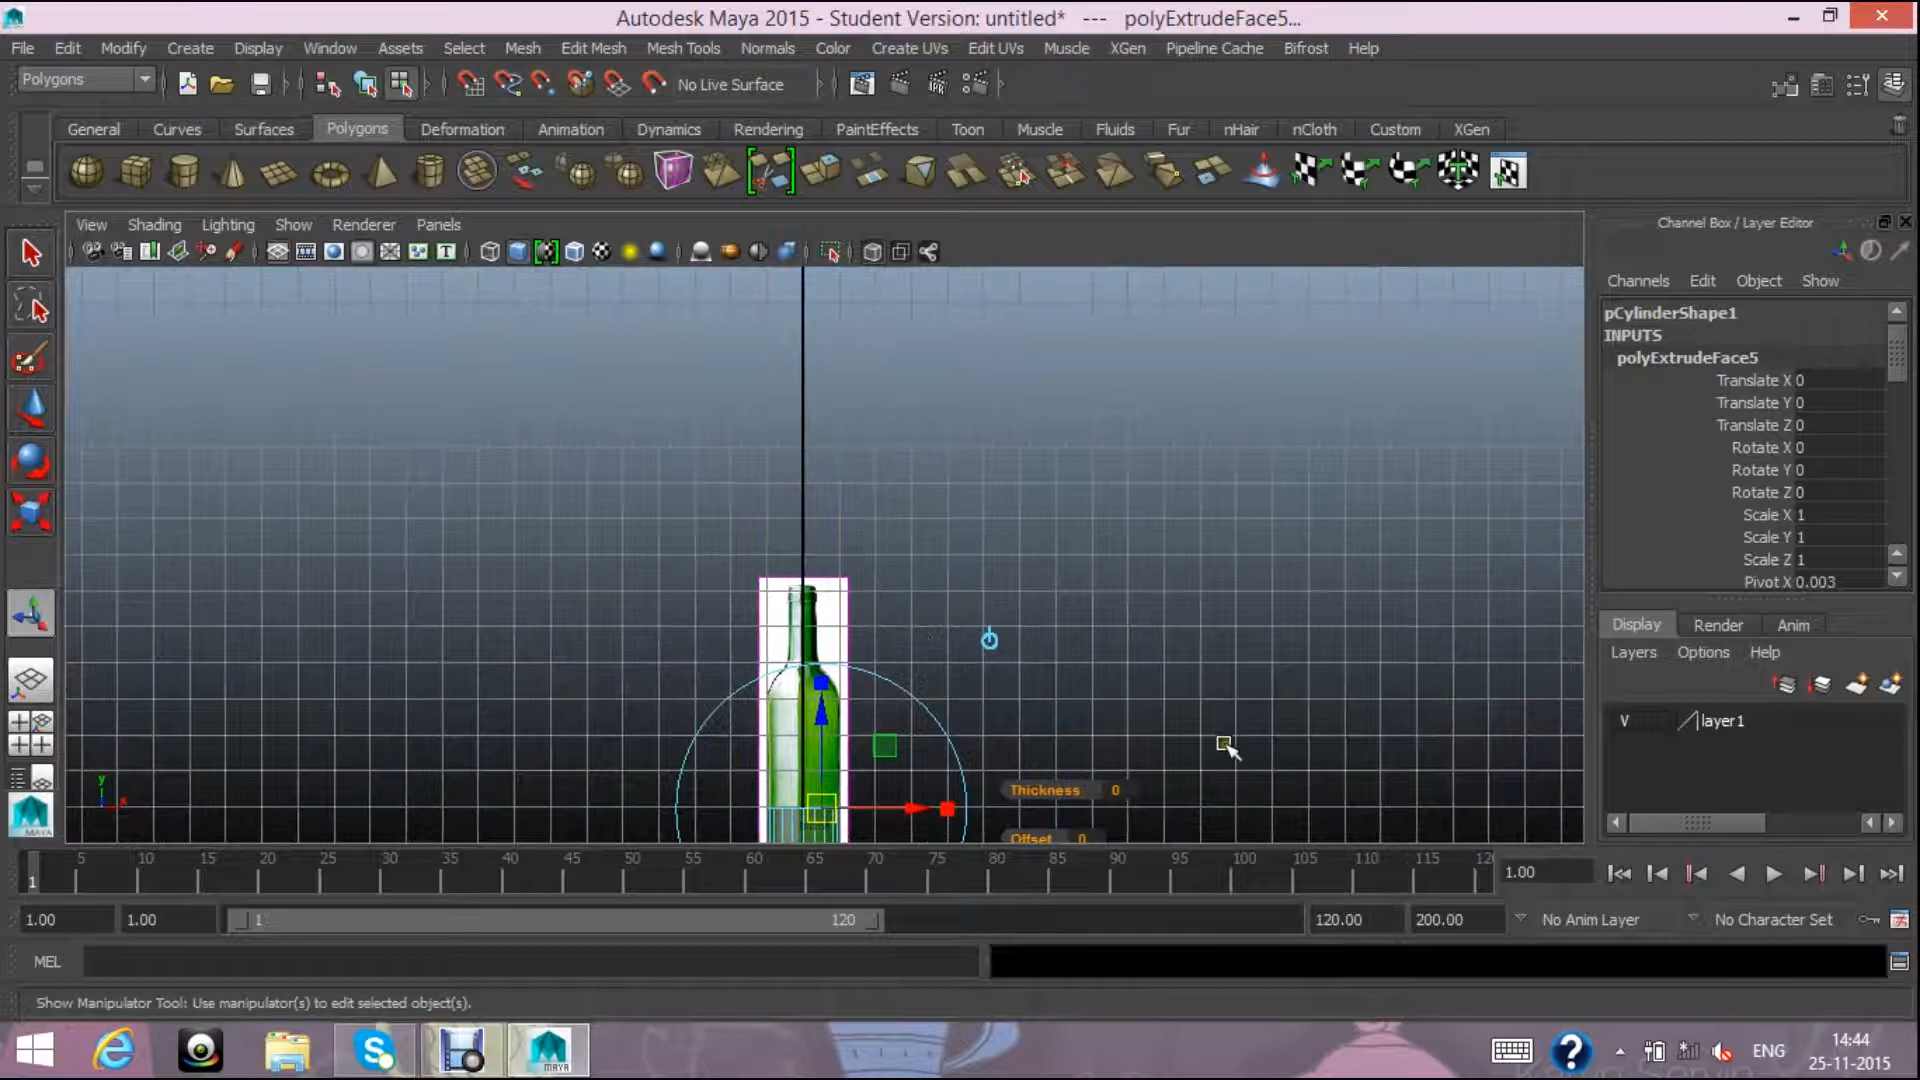 Autodesk Maya 2015 - Student Version: untitled* --- polyExtrudeFace5...
File Edit Modify Create Display Window Assets Select Mesh Edit Mesh Mesh Tools Normals Color Create UVs Edit UVs Muscle XGen Pipeline Cache Bifrost Help
Polygons
No Live Surface
IPR
General Curves Surfaces Polygons Deformation Animation Dynamics Rendering PaintEffects Toon Muscle Fluids Fur nHair nCloth Custom XGen
View Shading Lighting Show Renderer Panels
Channel Box / Layer Editor
Channels Edit Object Show
pCylinderShape1
INPUTS
polyExtrudeFace5
Translate X 0
Translate Y 0
Translate Z 0
Rotate X 0
Rotate Y 0
Rotate Z 0
Scale X 1
Scale Y 1
Scale Z 1
Pivot X 0.003
Display Render Anim
Layers Options Help
V layer1
Thickness 0
Offset 0
y
x
MAYA
5 10 15 20 25 30 35 40 45 50 55 60 65 70 75 80 85 90 95 100 105 110 115 12
1
1.00
1.00 1.00 1 120 120.00 200.00 No Anim Layer No Character Set
MEL
Show Manipulator Tool: Use manipulator(s) to edit selected object(s).
MAYA
ENG
14:44
25-11-2015